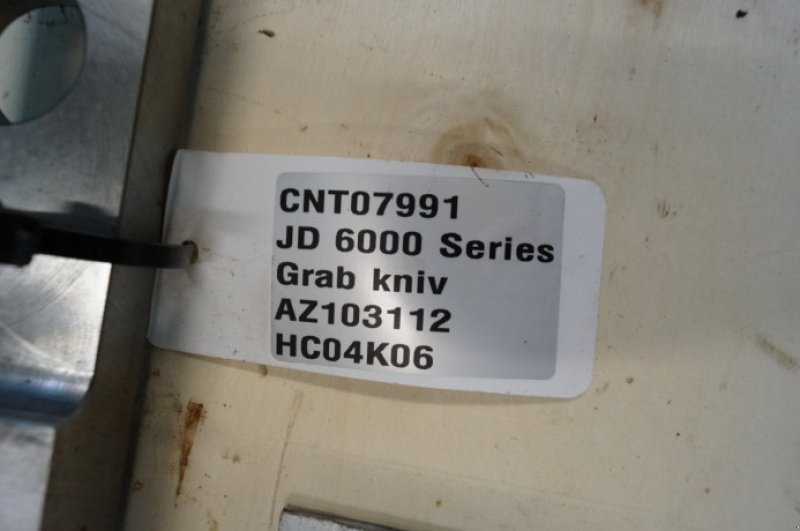 CNT07991
JD 6000 Series
Grab kniv
AZ103112
HC04K06